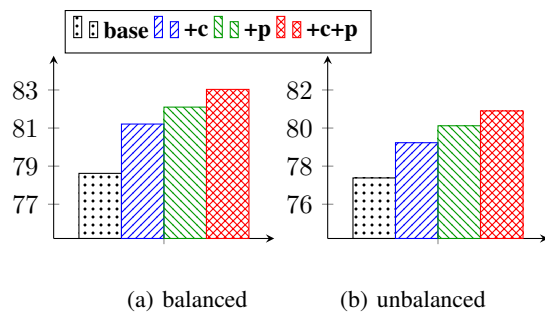 base +c +p +c+p
83
81
79
77
82
80
78
76
(a) balanced
(b) unbalanced